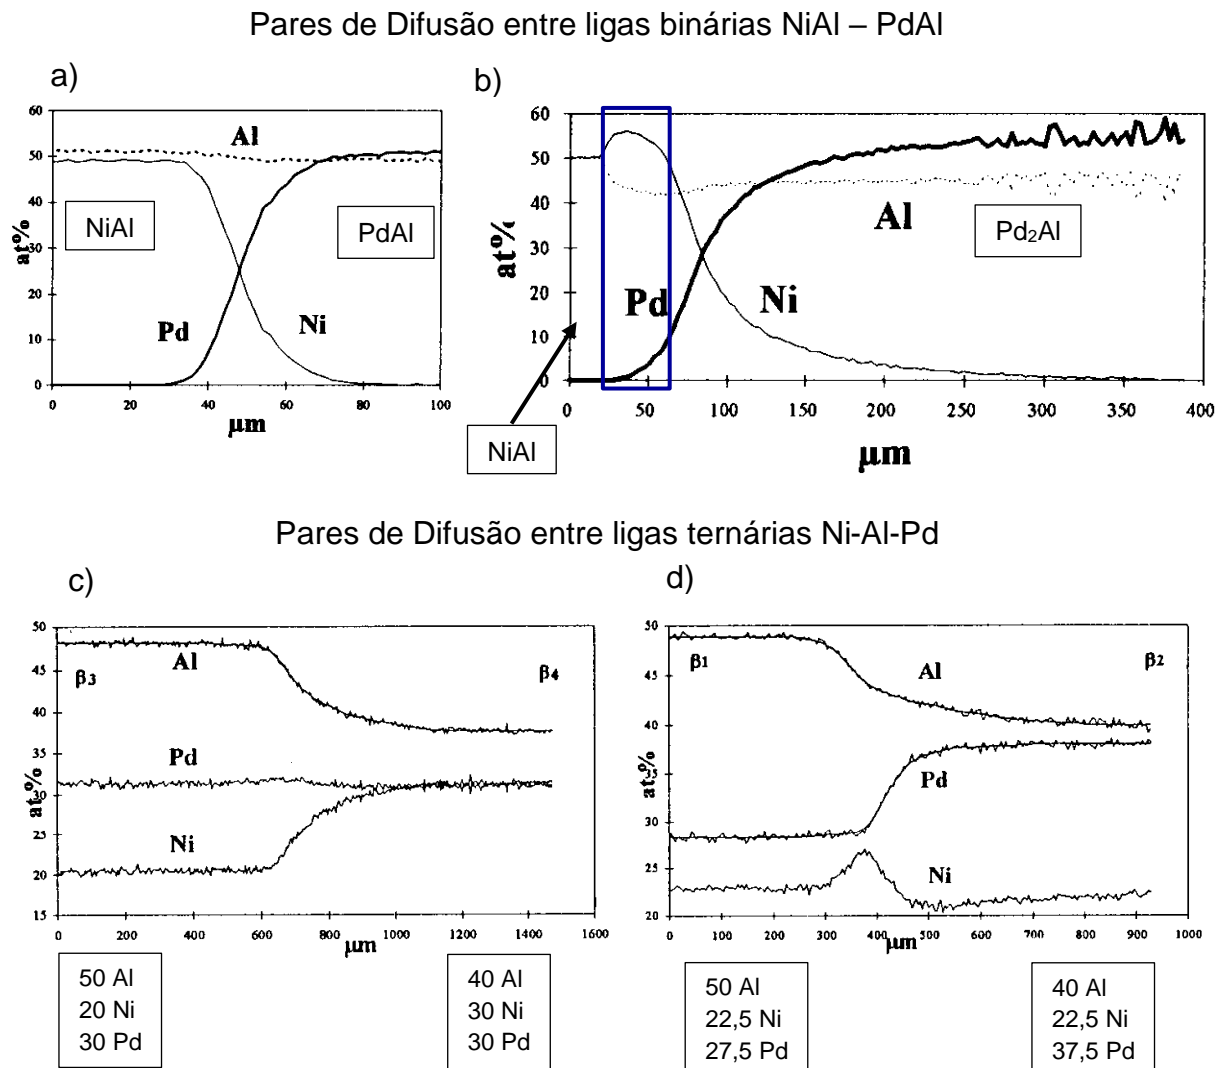 Pares de Difusão entre ligas binárias NiAl – PdAl
a)
60
50
40
30
20
10
0
at%
Al
NiAl
PdAl
Pd
Ni
0 20 40 60 80 100
µm
b)
60
50
40
30
20
10
0
at%
Al
Pd₂Al
Pd
Ni
0 50 100 150 200 250 300 350 400
NiAl
µm
Pares de Difusão entre ligas ternárias Ni-Al-Pd
c)
50
45
40
35
30
25
20
15
at%
Al
β3
β4
Pd
Ni
0 200 400 600 800 1000 1200 1400 1600
µm
50 Al
20 Ni
30 Pd
40 Al
30 Ni
30 Pd
d)
50
45
40
35
30
25
20
at%
β1
β2
Al
Pd
Ni
0 100 200 300 400 500 600 700 800 900 1000
µm
50 Al
22,5 Ni
27,5 Pd
40 Al
22,5 Ni
37,5 Pd